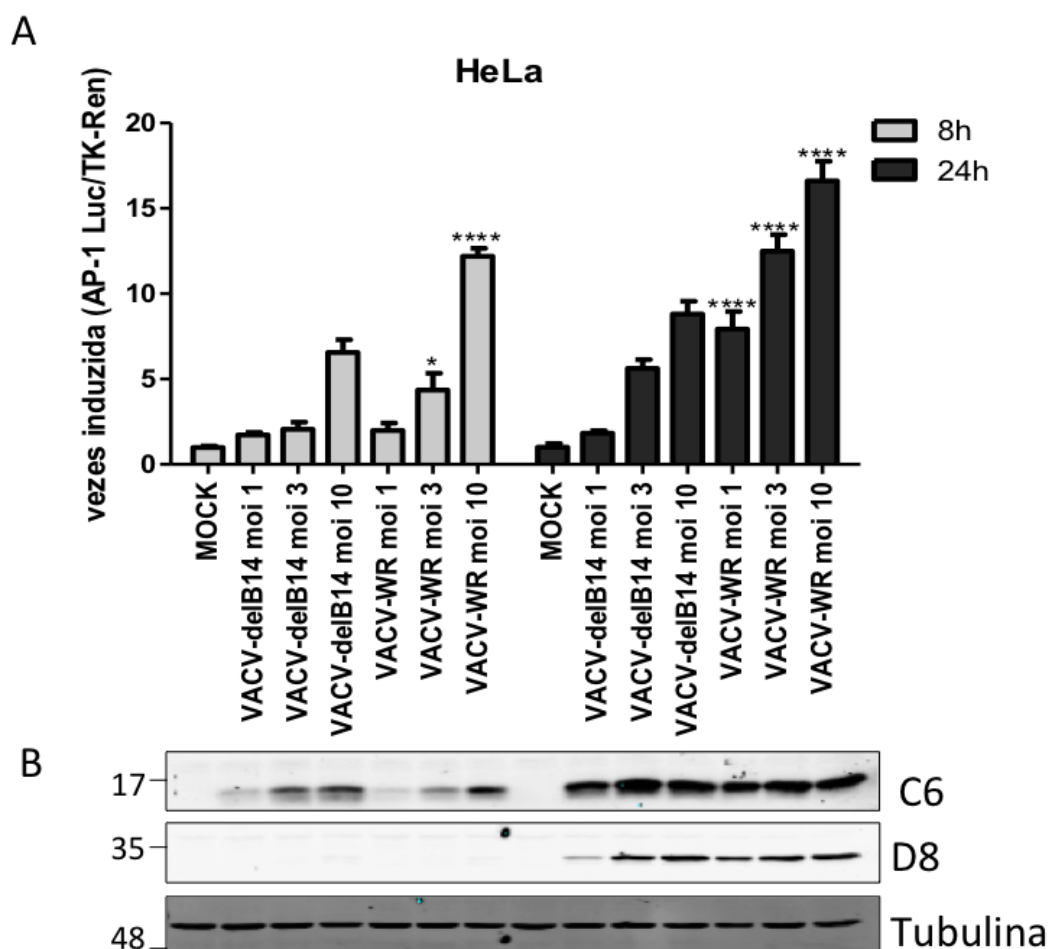 A
HeLa
vezes induzida (AP-1 Luc/TK-Ren)
20
15
10
5
0
8h
24h
****
*
****
****
****
****
MOCK
VACV-delB14 moi 1
VACV-delB14 moi 3
VACV-delB14 moi 10
VACV-WR moi 1
VACV-WR moi 3
VACV-WR moi 10
MOCK
VACV-delB14 moi 1
VACV-delB14 moi 3
VACV-delB14 moi 10
VACV-WR moi 1
VACV-WR moi 3
VACV-WR moi 10
B
17
C6
35
D8
48
Tubulina